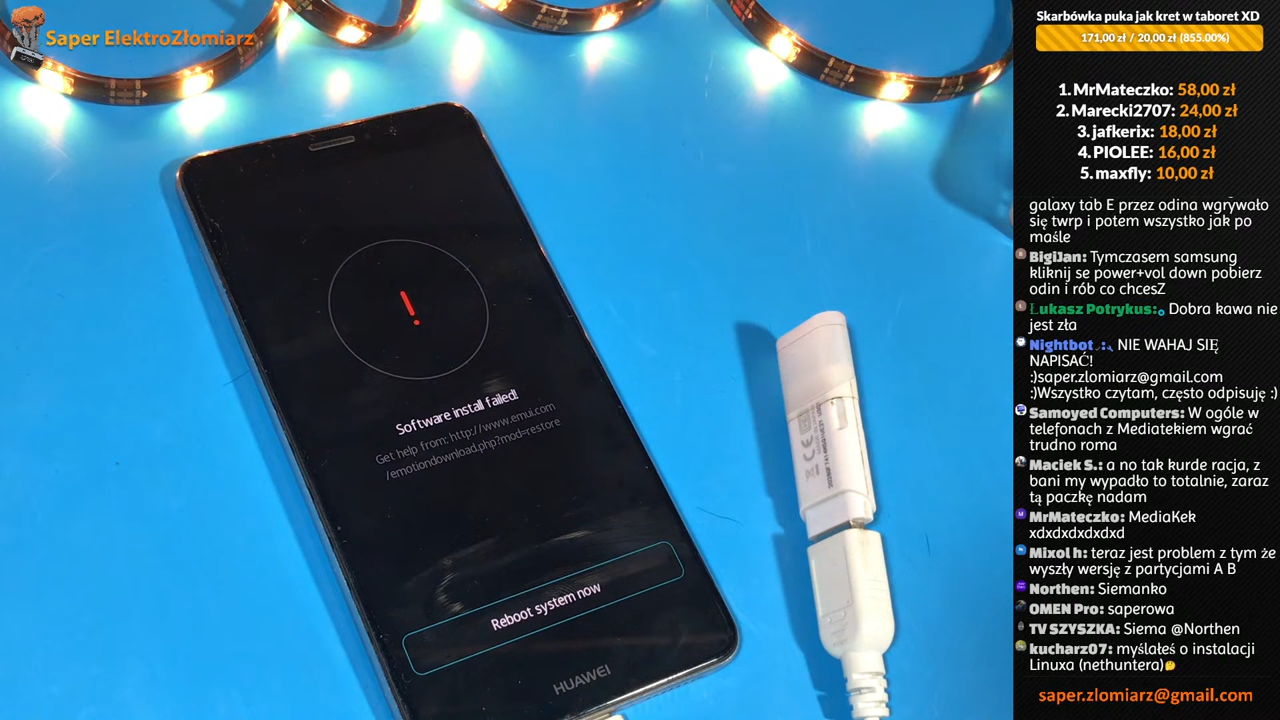 Saper ElektroZłomiarz
Software install failed!
Get help from: http://www.emui.com
/emotiondownload.php?mod=restore
Reboot system now
HUAWEI
Skarbówka puka jak kret w taboret XD
171,00 zł / 20,00 zł (855.00%)
1. MrMateczko: 58,00 zł
2. Marecki2707: 24,00 zł
3. jafkerix: 18,00 zł
4. PIOLEE: 16,00 zł
5. maxfly: 10,00 zł
galaxy tab E przez odina wgrywało
się twrp i potem wszystko jak po
maśle
BigiJan: Tymczasem samsung
kliknij se power+vol down pobierz
odin i rób co chcesZ
Łukasz Potrykus: Dobra kawa nie
jest zła
Nightbot : NIE WAHAJ SIĘ
NAPISAĆ!
:)saper.zlomiarz@gmail.com
:)Wszystko czytam, często odpisuję :)
Samoyed Computers: W ogóle w
telefonach z Mediatekiem wgrać
trudno roma
Maciek S.: a no tak kurde racja, z
bani my wypadło to totalnie, zaraz
tą paczkę nadam
MrMateczko: MediaKek
xdxdxdxdxdxd
Mixol h: teraz jest problem z tym że
wyszły wersję z partycjami A B
Northen: Siemanko
OMEN Pro: saperowa
TV SZYSZKA: Siema @Northen
kucharz07: myślałeś o instalacji
Linuxa (nethuntera)🤔
saper.zlomiarz@gmail.com